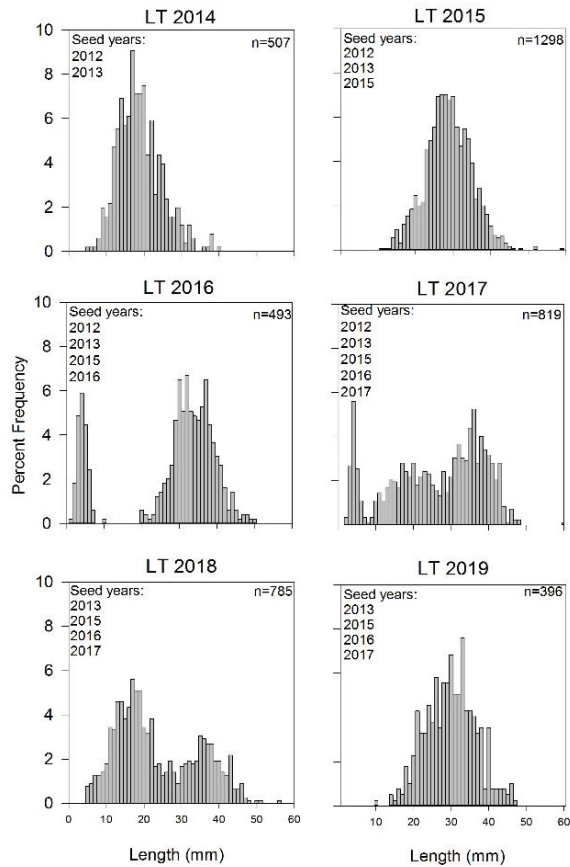 LT 2014
10
8
6
4
2
0
Seed years:
2012
2013
n=507
LT 2015
Seed years:
2012
2013
2015
n=1298
LT 2016
10
8
6
4
2
0
Seed years:
2012
2013
2015
2016
n=493
LT 2017
Seed years:
2012
2013
2015
2016
2017
n=819
Percent Frequency
LT 2018
10
8
6
4
2
0
Seed years:
2013
2015
2016
2017
n=785
0 10 20 30 40 50 60
Length (mm)
LT 2019
Seed years:
2013
2015
2016
2017
n=396
10 20 30 40 50 60
Length (mm)